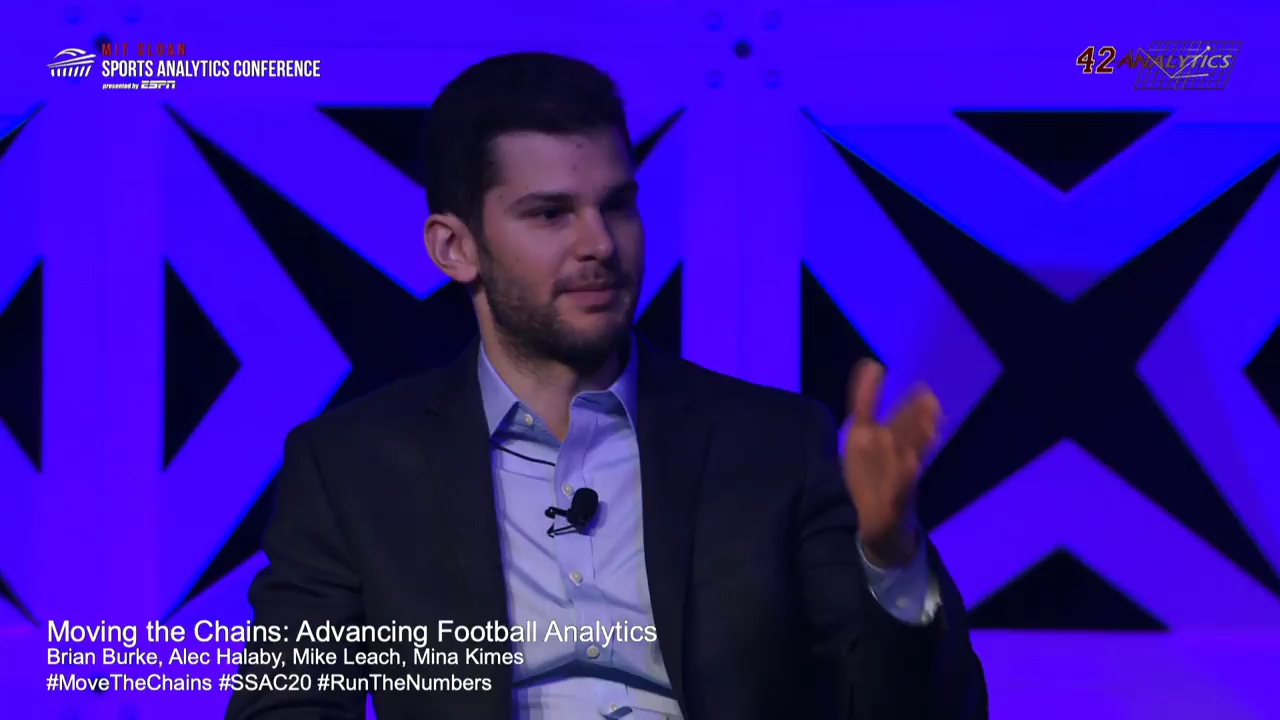 MIT SLOAN
SPORTS ANALYTICS CONFERENCE
presented by ESPN
42 ANALYTICS
Moving the Chains: Advancing Football Analytics
Brian Burke, Alec Halaby, Mike Leach, Mina Kimes
#MoveTheChains #SSAC20 #RunTheNumbers